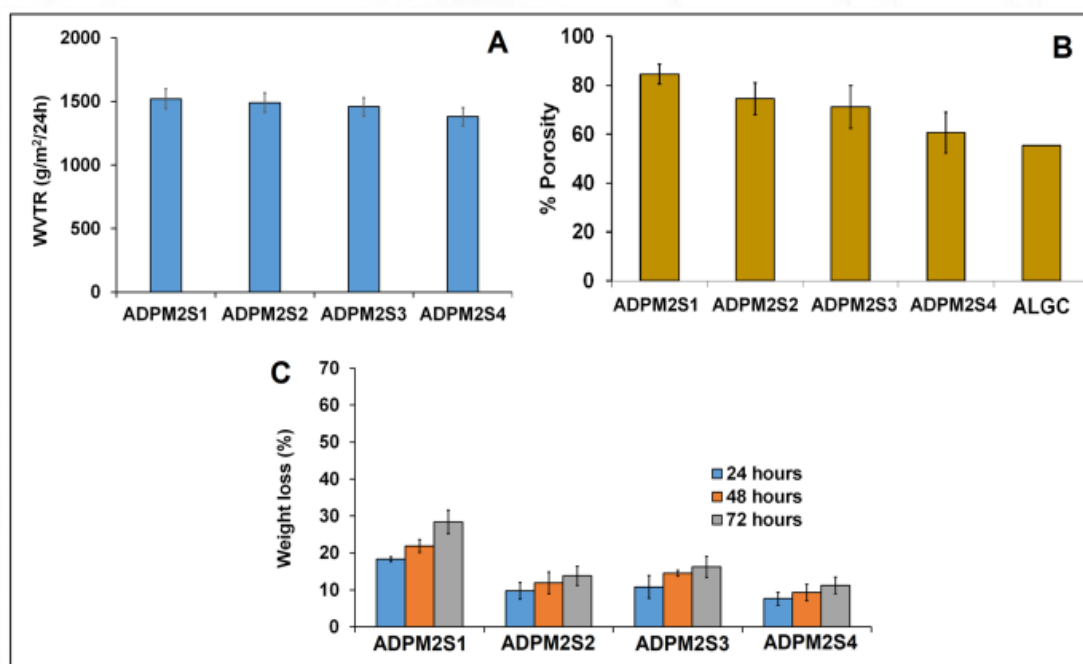 A
WVTR (g/m²/24h)
2000
1500
1000
500
0
ADPM2S1 ADPM2S2 ADPM2S3 ADPM2S4
B
% Porosity
100
80
60
40
20
0
ADPM2S1 ADPM2S2 ADPM2S3 ADPM2S4 ALGC
C
Weight loss (%)
70
60
50
40
30
20
10
0
24 hours
48 hours
72 hours
ADPM2S1 ADPM2S2 ADPM2S3 ADPM2S4